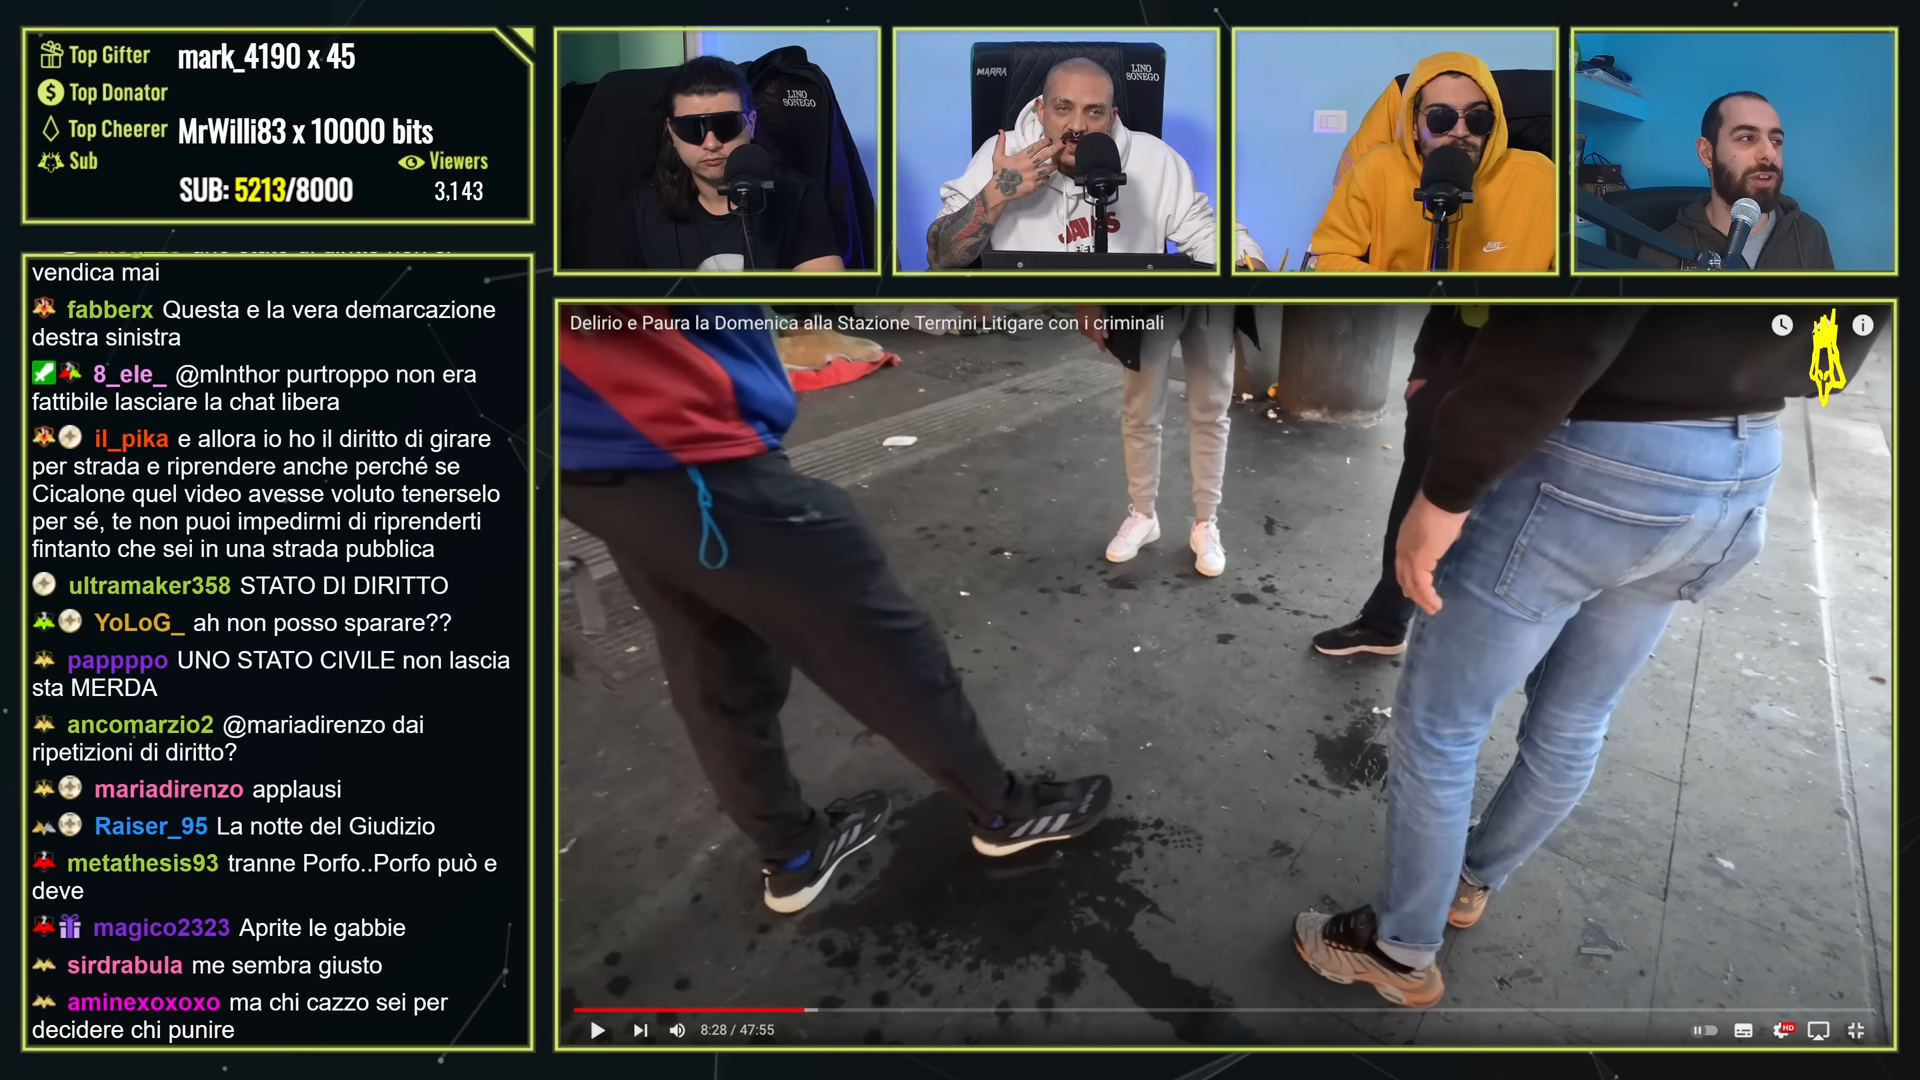 Top Gifter mark_4190 x 45
Top Donator
Top Cheerer MrWilli83 x 10000 bits
Sub
Viewers
SUB: 5213/8000
3,143
vendica mai
fabberx Questa e la vera demarcazione
destra sinistra
8_ele_ @mlnthor purtroppo non era
fattibile lasciare la chat libera
il_pika e allora io ho il diritto di girare
per strada e riprendere anche perché se
Cicalone quel video avesse voluto tenerselo
per sé, te non puoi impedirmi di riprenderti
fintanto che sei in una strada pubblica
ultramaker358 STATO DI DIRITTO
YoLoG_ ah non posso sparare??
papppppo UNO STATO CIVILE non lascia
sta MERDA
ancomarzio2 @mariadirenzo dai
ripetizioni di diritto?
mariadirenzo applausi
Raiser_95 La notte del Giudizio
metathesis93 tranne Porfo..Porfo può e
deve
magico2323 Aprite le gabbie
sirdrabula me sembra giusto
aminexoxoxo ma chi cazzo sei per
decidere chi punire
LINO
SONEGO
MARRA
LINO
SONEGO
NIKE
Delirio e Paura la Domenica alla Stazione Termini Litigare con i criminali
8:28 / 47:55
HD